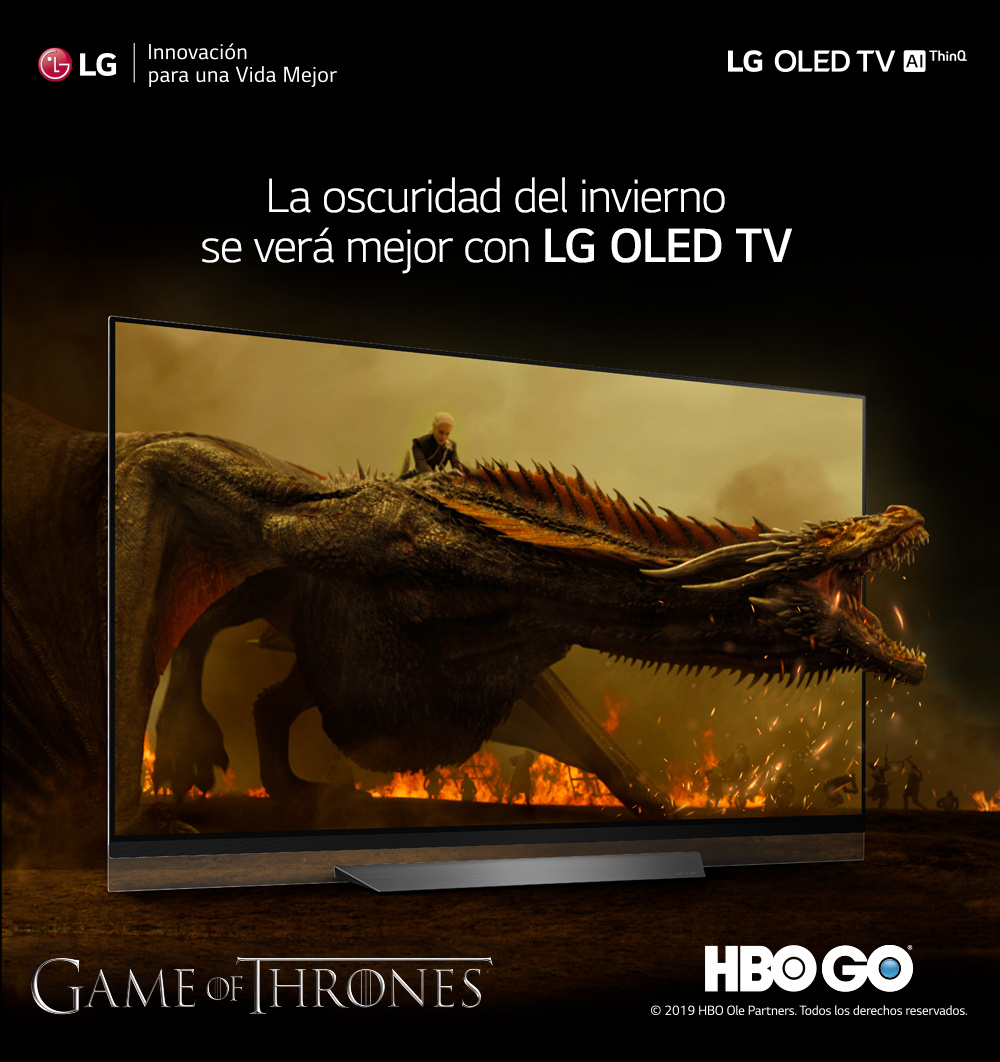 LG
Innovación
para una Vida Mejor
LG OLED TV AI ThinQ
La oscuridad del invierno
se verá mejor con LG OLED TV
GAME OF THRONES
HBO GO®
© 2019 HBO Ole Partners. Todos los derechos reservados.